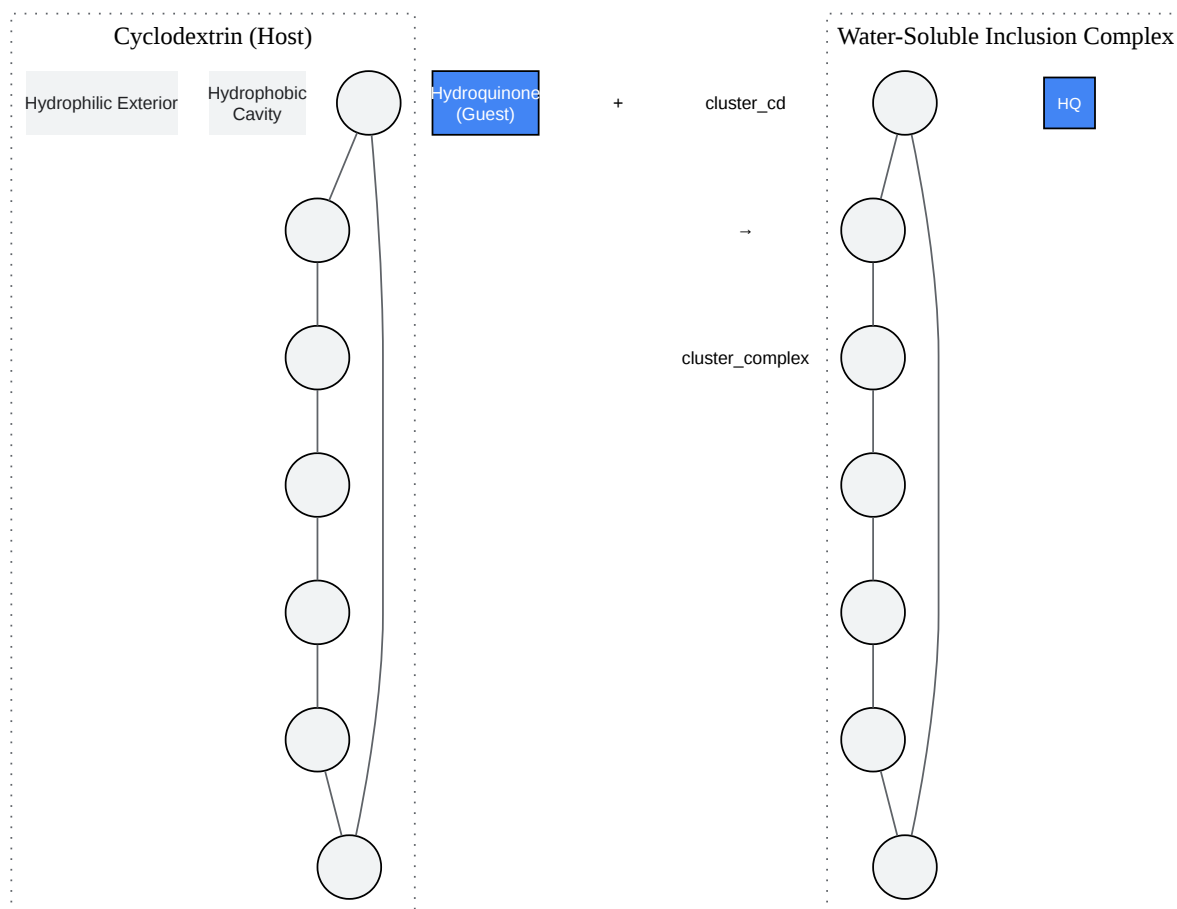 Cyclodextrin (Host)
Water-Soluble Inclusion Complex
Hydrophilic Exterior
Hydrophobic
Cavity
Hydroquinone
(Guest)
+
cluster_cd
HQ
→
cluster_complex